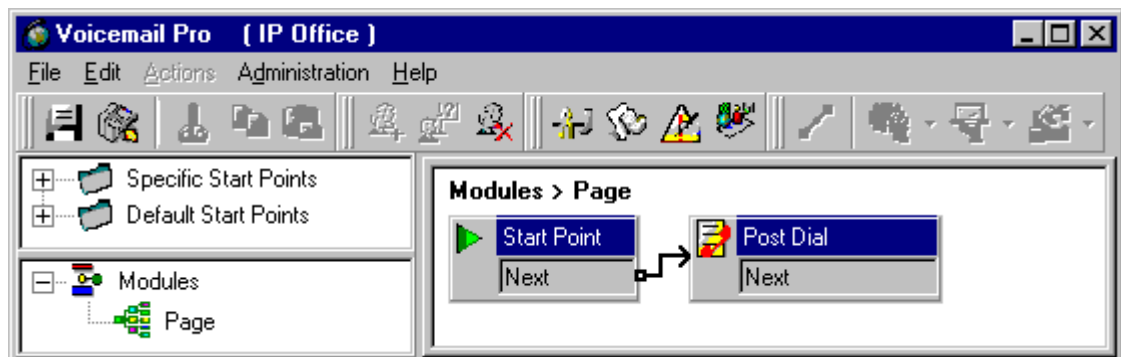 Voicemail Pro ( IP Office )
File Edit Actions Administration Help
Specific Start Points
Default Start Points
Modules
Page
Modules > Page
Start Point
Next
Post Dial
Next